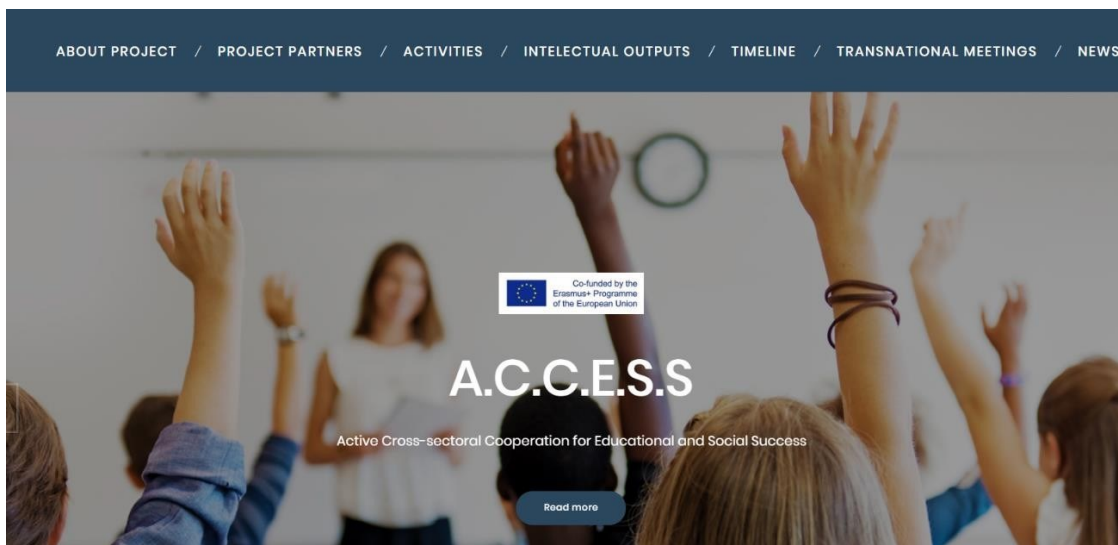 ABOUT PROJECT / PROJECT PARTNERS / ACTIVITIES / INTELECTUAL OUTPUTS / TIMELINE / TRANSNATIONAL MEETINGS / NEWS
Co-funded by the
Erasmus+ Programme
of the European Union
A.C.C.E.S.S
Active Cross-sectoral Cooperation for Educational and Social Success
Read more